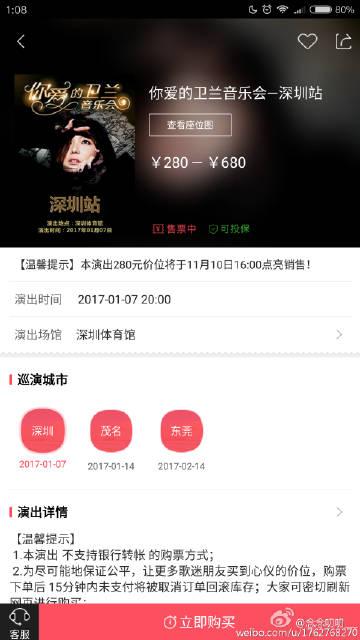 1:08
80%
你爱的卫兰音乐会—深圳站
你爱的卫兰
音乐会
查看座位图
￥280 — ￥680
深圳站
演出地点：深圳体育馆
演出时间：2017年01月07日
售票中
可投保
【温馨提示】本演出280元价位将于11月10日16:00点亮销售！
演出时间 2017-01-07 20:00
演出场馆 深圳体育馆
巡演城市
深圳 茂名 东莞
2017-01-07 2017-01-14 2017-02-14
演出详情
【温馨提示】
1.本演出 不支持银行转帐 的购票方式；
2.为尽可能地保证公平，让更多歌迷朋友买到心仪的价位，购票
下单后 15分钟内未支付将被取消订单回滚库存；大家可密切刷新
网页进行购买；
客服
立即购买
weibo.com/u/1762768270